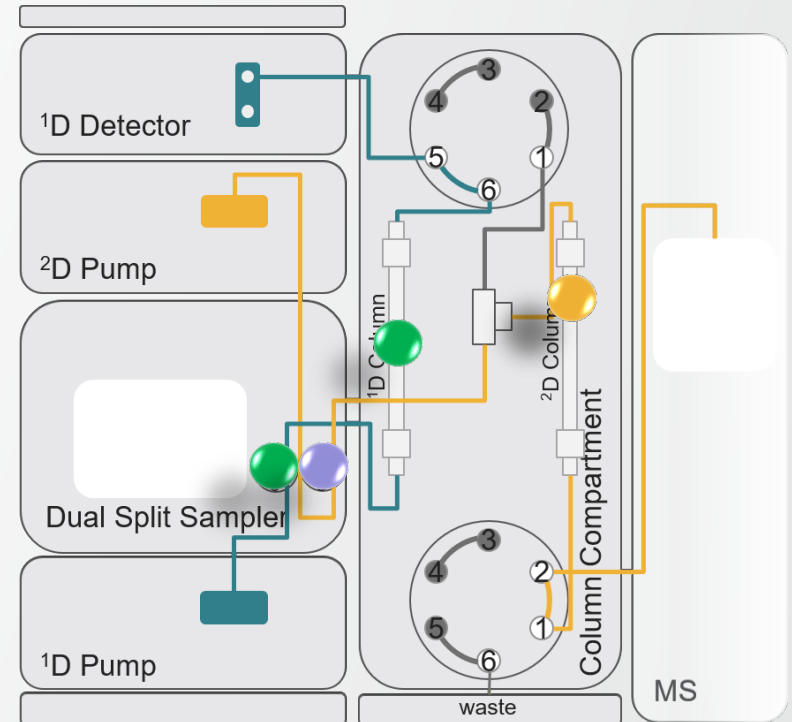 3
4
2
¹D Detector
5
1
6
²D Pump
¹D Column
²D Colum
Column Compartment
Dual Split Sampler
3
4
2
5
1
6
¹D Pump
MS
waste